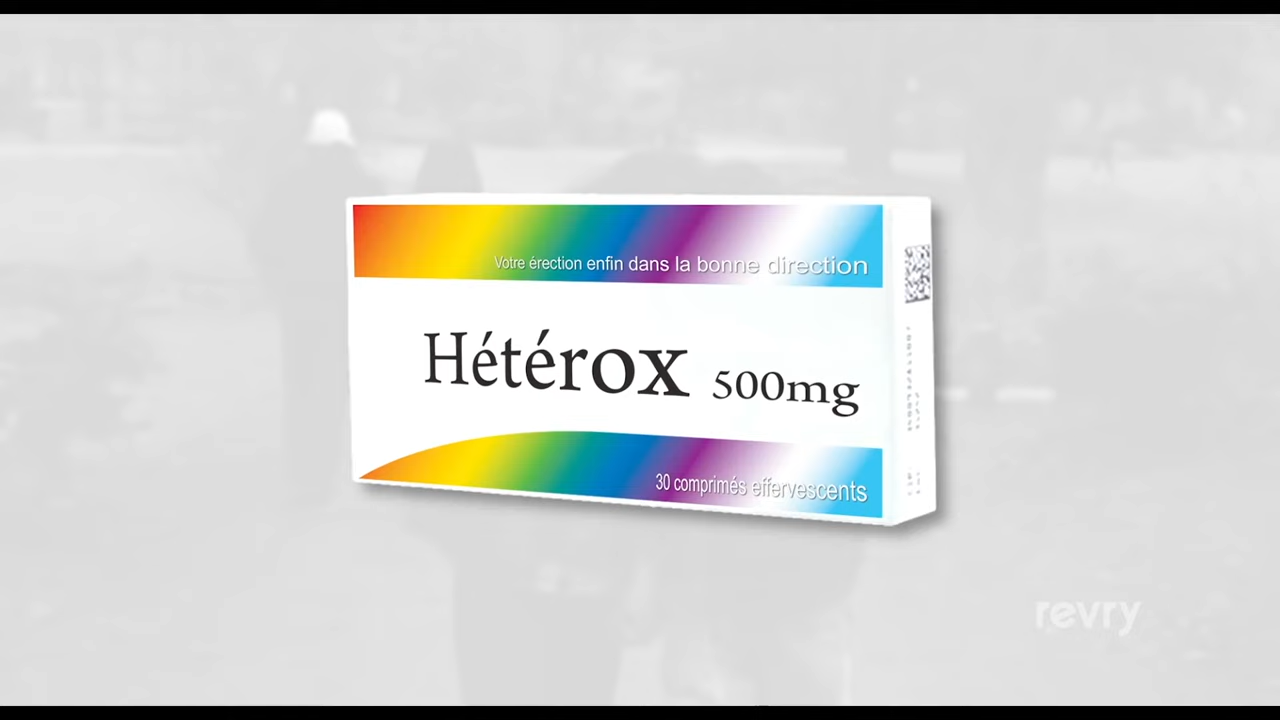 Votre érection enfin dans la bonne direction
Hétérox 500mg
30 comprimés effervescents
revry